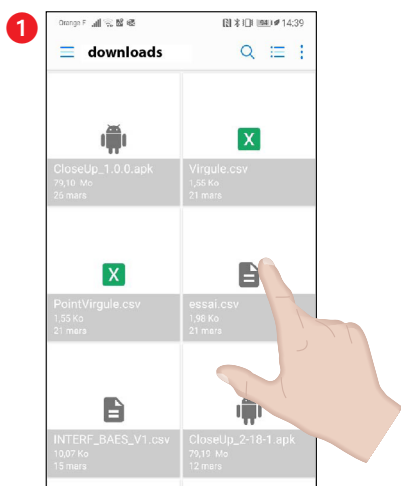 1
Orange F 14:39
downloads
CloseUp_1.0.0.apk
79,10 Mo
26 mars
X
Virgule.csv
1,55 Ko
21 mars
X
PointVirgule.csv
1,55 Ko
21 mars
essai.csv
1,98 Ko
21 mars
INTERF_BAES_V1.csv
10,07 Ko
15 mars
CloseUp_2-18-1.apk
79,19 Mo
12 mars